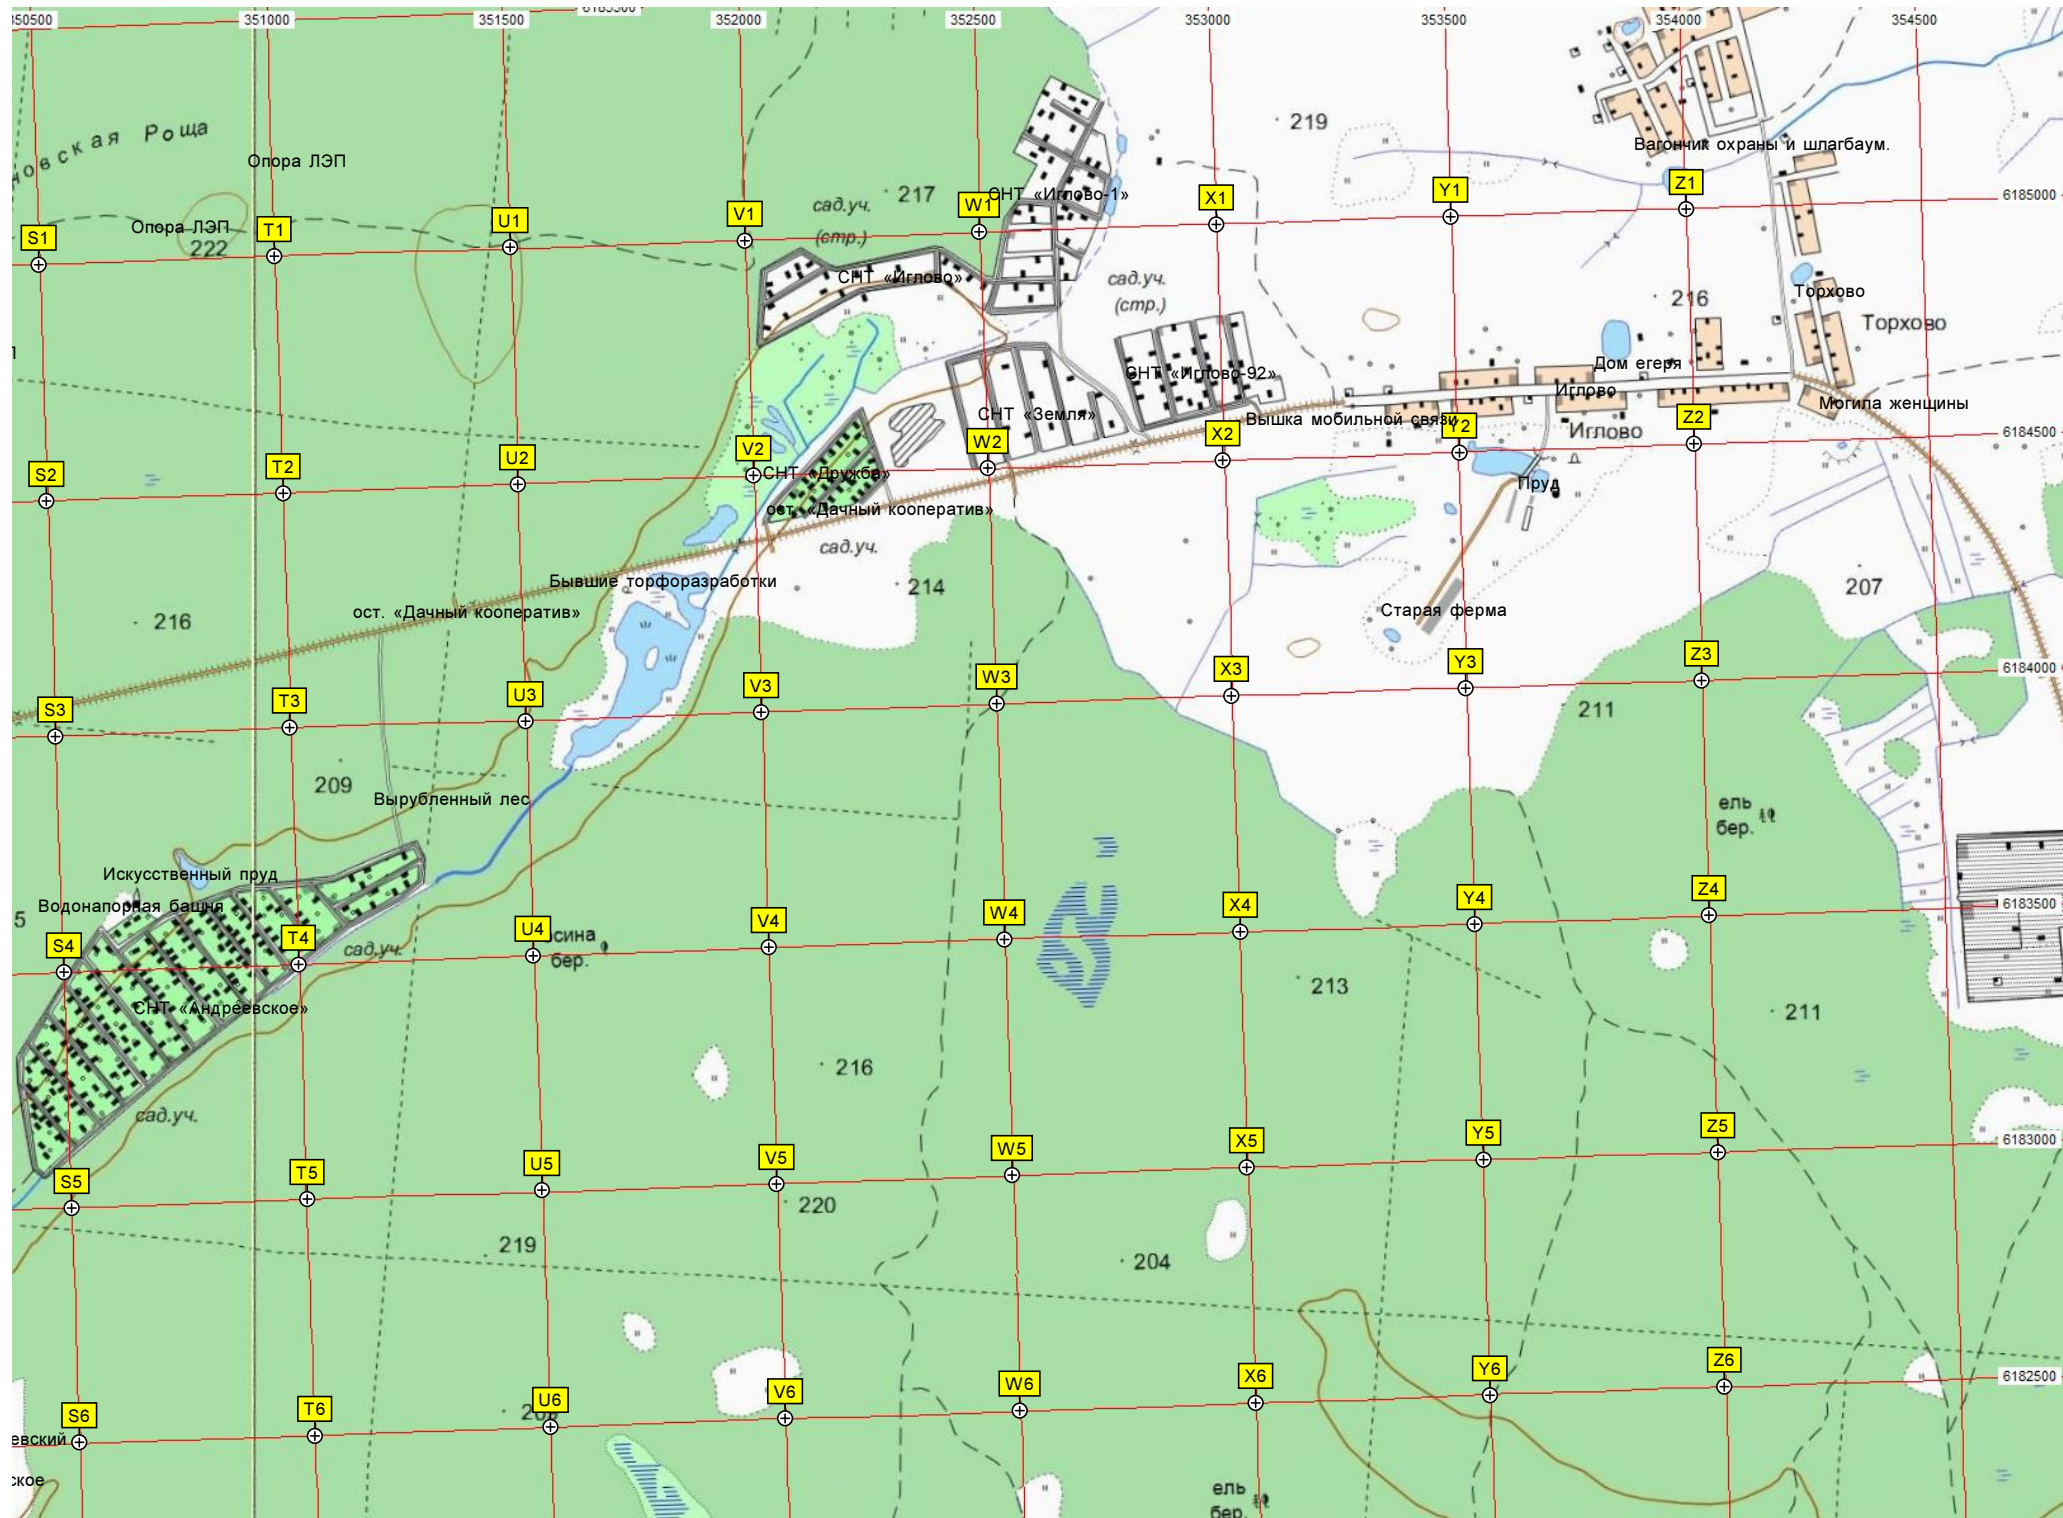 351000
351500
352000
352500
353000
353500
354000
354500
Роща
Опора ЛЭП
219
Вагончик охраны и шлагбаум.
217
СНТ «Иглово-1»
сад.уч.
(стр.)
Опора ЛЭП
222
S1
T1
U1
V1
W1
X1
Y1
Z1
6185000
СНТ «Иглово»
сад.уч.
(стр.)
216
Торхово
Торхово
Дом егеря
СНТ «Иглово-92»
Иглово
Могила женщины
СНТ «Земля»
Вышка мобильной связи
Иглово
S2
T2
U2
V2
W2
X2
Y2
Z2
6184500
СНТ «Дружба»
Пруд
ост. «Дачный кооператив»
сад.уч.
Бывшие торфоразработки
214
207
216
ост. «Дачный кооператив»
Старая ферма
S3
T3
U3
V3
W3
X3
Y3
Z3
6184000
211
209
Вырубленный лес
ель
бер.
Искусственный пруд
Водонапорная башня
5
S4
T4
U4
V4
W4
X4
Y4
Z4
6183500
сад.уч.
бер.
213
СНТ «Андреевское»
211
216
сад.уч.
S5
T5
U5
V5
W5
X5
Y5
Z5
6183000
220
219
204
S6
T6
U6
V6
W6
X6
Y6
Z6
6182500
ель
бер.